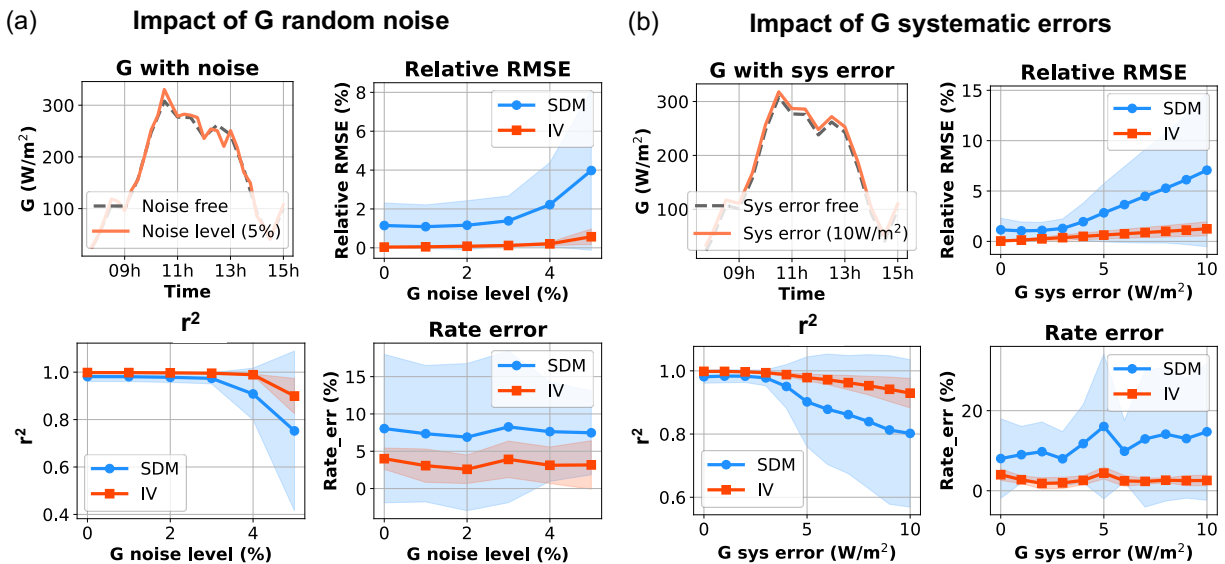 (a) Impact of G random noise
G with noise
G (W/m²)
300
200
100
Noise free
Noise level (5%)
09h 11h 13h 15h
Time
Relative RMSE
Relative RMSE (%)
8
6
4
2
0
SDM
IV
0 2 4
G noise level (%)
r²
r²
1.0
0.8
0.6
0.4
SDM
IV
0 2 4
G noise level (%)
Rate error
Rate_err (%)
15
10
5
0
SDM
IV
0 2 4
G noise level (%)
(b) Impact of G systematic errors
G with sys error
G (W/m²)
300
200
100
Sys error free
Sys error (10W/m²)
09h 11h 13h 15h
Time
Relative RMSE
Relative RMSE (%)
15
10
5
0
SDM
IV
0 5 10
G sys error (W/m²)
r²
r²
1.0
0.8
0.6
SDM
IV
0 5 10
G sys error (W/m²)
Rate error
Rate_err (%)
20
0
SDM
IV
0 5 10
G sys error (W/m²)